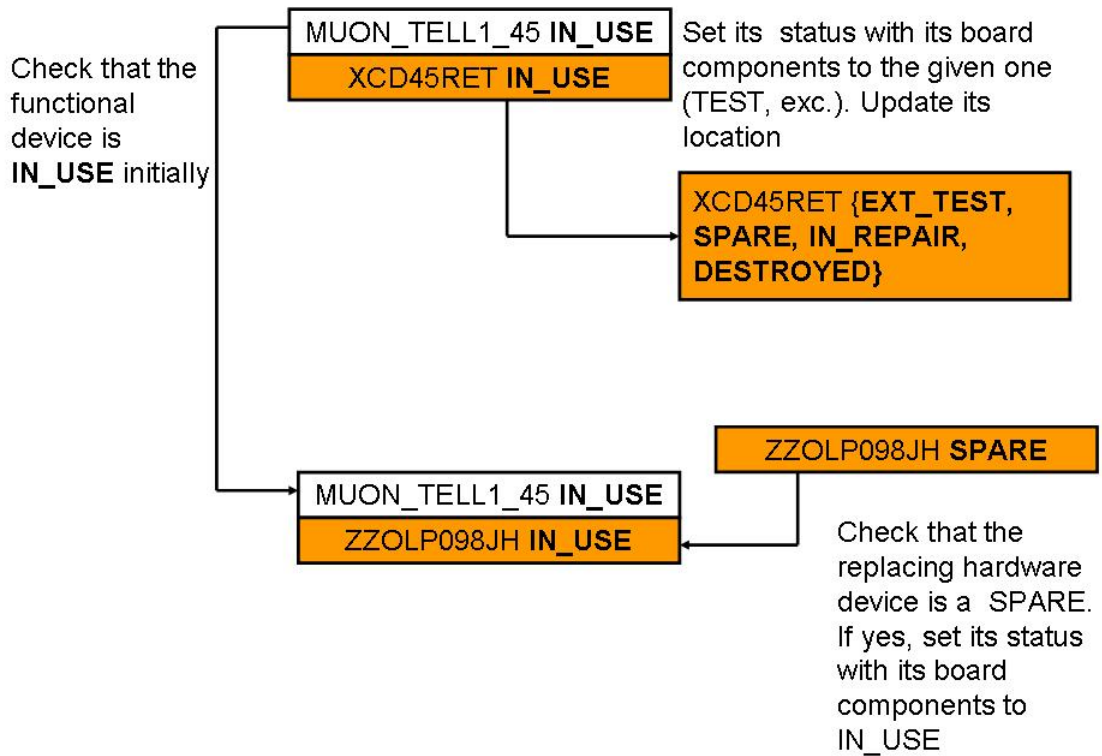 MUON_TELL1_45 IN_USE
XCD45RET IN_USE
Check that the
functional
device is
IN_USE initially
Set its status with its board
components to the given one
(TEST, exc.). Update its
location
XCD45RET {EXT_TEST,
SPARE, IN_REPAIR,
DESTROYED}
ZZOLP098JH SPARE
MUON_TELL1_45 IN_USE
ZZOLP098JH IN_USE
Check that the
replacing hardware
device is a SPARE.
If yes, set its status
with its board
components to
IN_USE